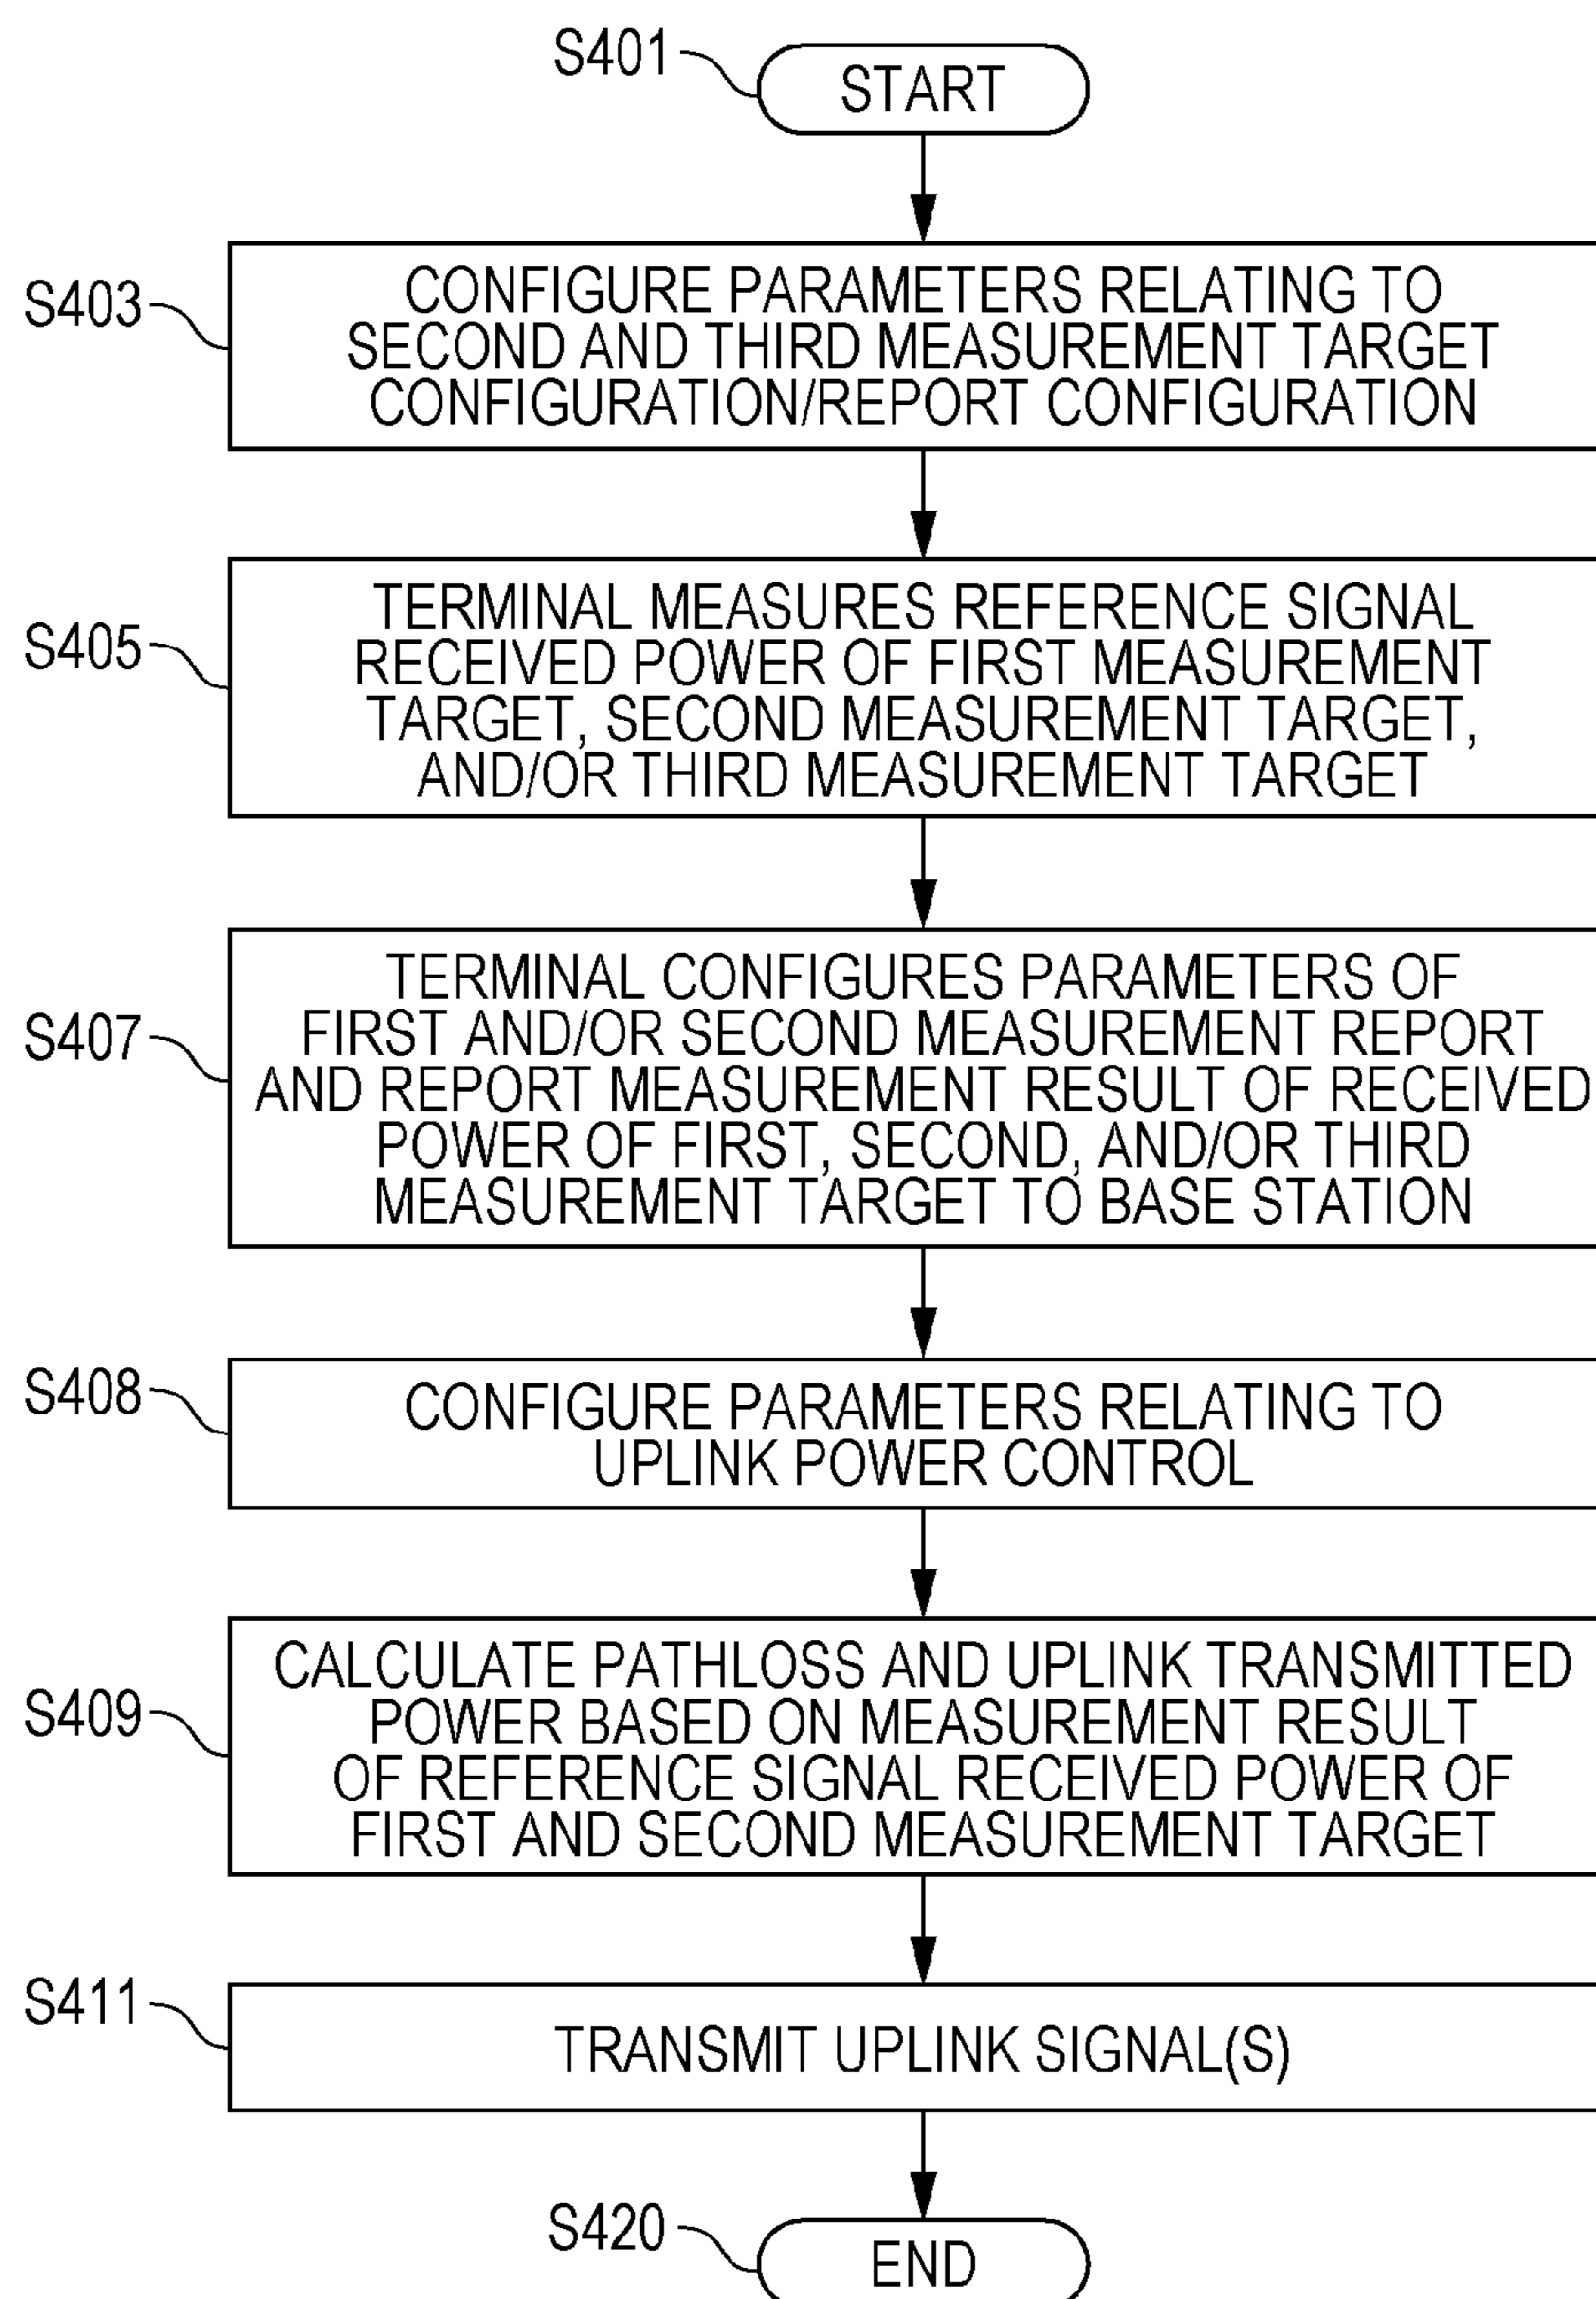 S401
START
S403
CONFIGURE PARAMETERS RELATING TO
SECOND AND THIRD MEASUREMENT TARGET
CONFIGURATION/REPORT CONFIGURATION
S405
TERMINAL MEASURES REFERENCE SIGNAL
RECEIVED POWER OF FIRST MEASUREMENT
TARGET, SECOND MEASUREMENT TARGET,
AND/OR THIRD MEASUREMENT TARGET
S407
TERMINAL CONFIGURES PARAMETERS OF
FIRST AND/OR SECOND MEASUREMENT REPORT
AND REPORT MEASUREMENT RESULT OF RECEIVED
POWER OF FIRST, SECOND, AND/OR THIRD
MEASUREMENT TARGET TO BASE STATION
S408
CONFIGURE PARAMETERS RELATING TO
UPLINK POWER CONTROL
S409
CALCULATE PATHLOSS AND UPLINK TRANSMITTED
POWER BASED ON MEASUREMENT RESULT
OF REFERENCE SIGNAL RECEIVED POWER OF
FIRST AND SECOND MEASUREMENT TARGET
S411
TRANSMIT UPLINK SIGNAL(S)
S420
END